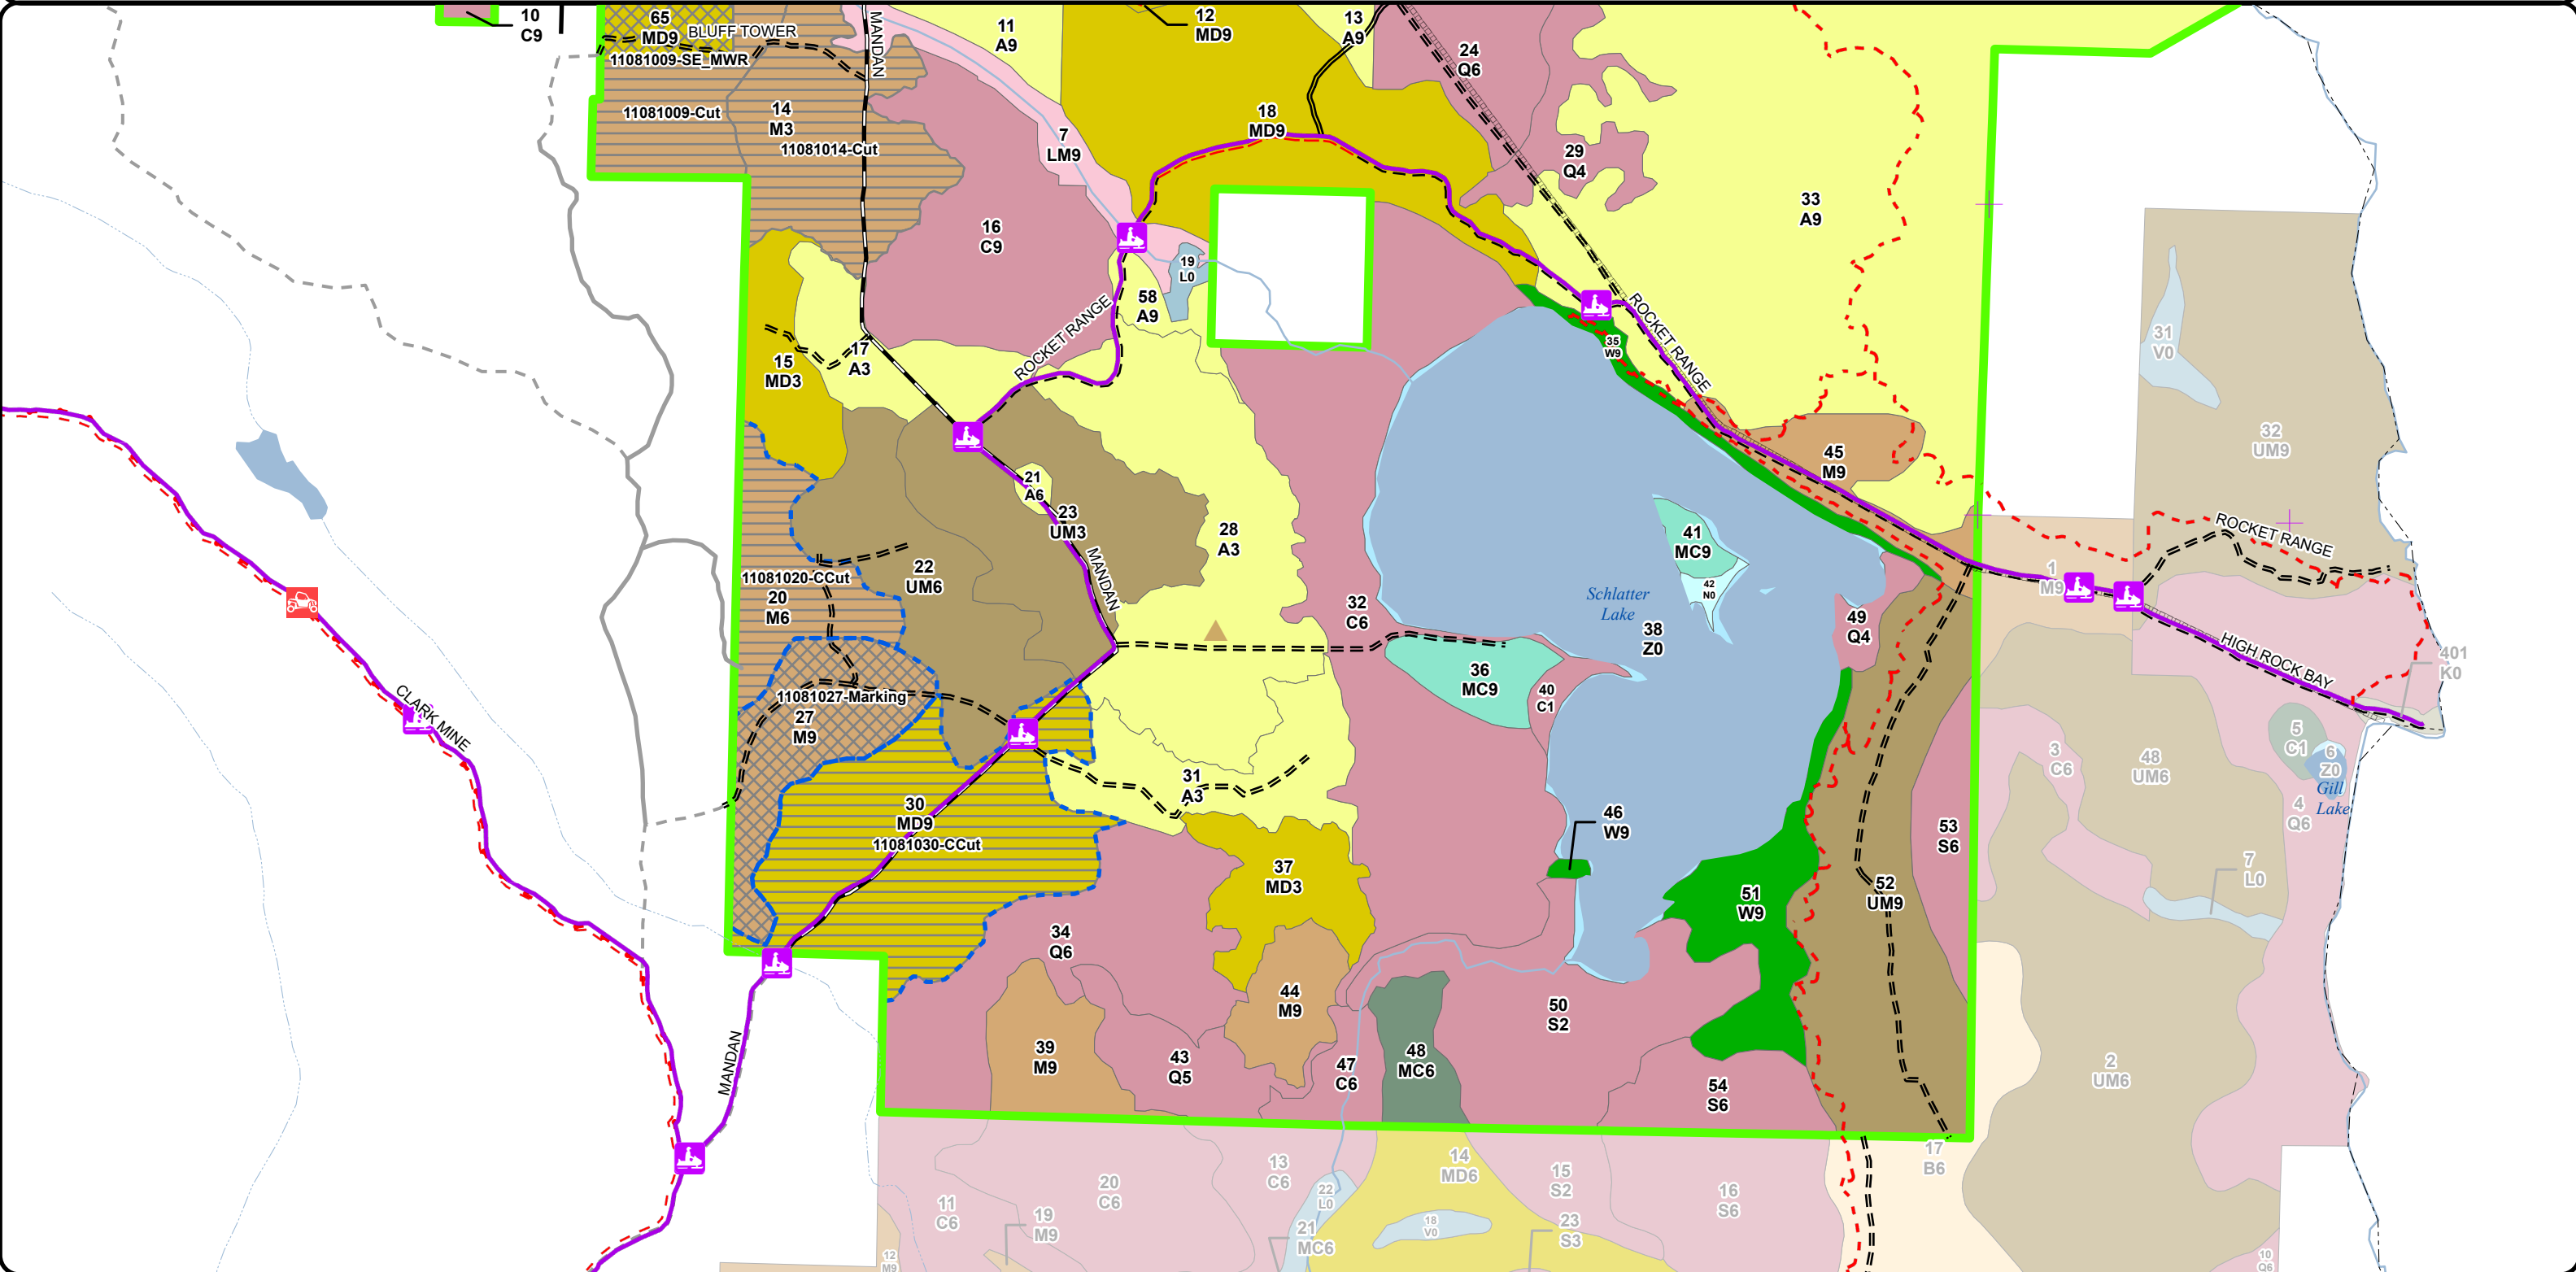 10
C9
65
MD9
BLUFF TOWER
11081009-SE_MWR
11081009-Cut
14
M3
11081014-Cut
MANDAN
11
A9
12
MD9
13
A9
24
Q6
7
LM9
18
MD9
29
Q4
33
A9
16
C9
19
L0
58
A9
ROCKET RANGE
ROCKET RANGE
35
W9
17
A3
15
MD3
31
V0
32
UM9
45
M9
21
A6
23
UM3
28
A3
41
MC9
42
N0
ROCKET RANGE
MANDAN
11081020-CCut
20
M6
22
UM6
32
C6
Schlatter
Lake
38
Z0
49
Q4
1
M9
HIGH ROCK BAY
401
K0
36
MC9
40
C1
11081027-Marking
27
M9
CLARK MINE
5
C1
6
Z0
Gill
Lake
3
C6
48
UM6
4
Q6
31
A3
30
MD9
11081030-CCut
46
W9
53
S6
37
MD3
51
W9
52
UM9
7
L0
34
Q6
44
M9
50
S2
39
M9
43
Q5
47
C6
48
MC6
54
S6
2
UM6
MANDAN
17
B6
11
C6
20
C6
19
M9
13
C6
22
L0
21
MC6
14
MD6
18
V0
15
S2
23
S3
16
S6
12
M9
10
Q6